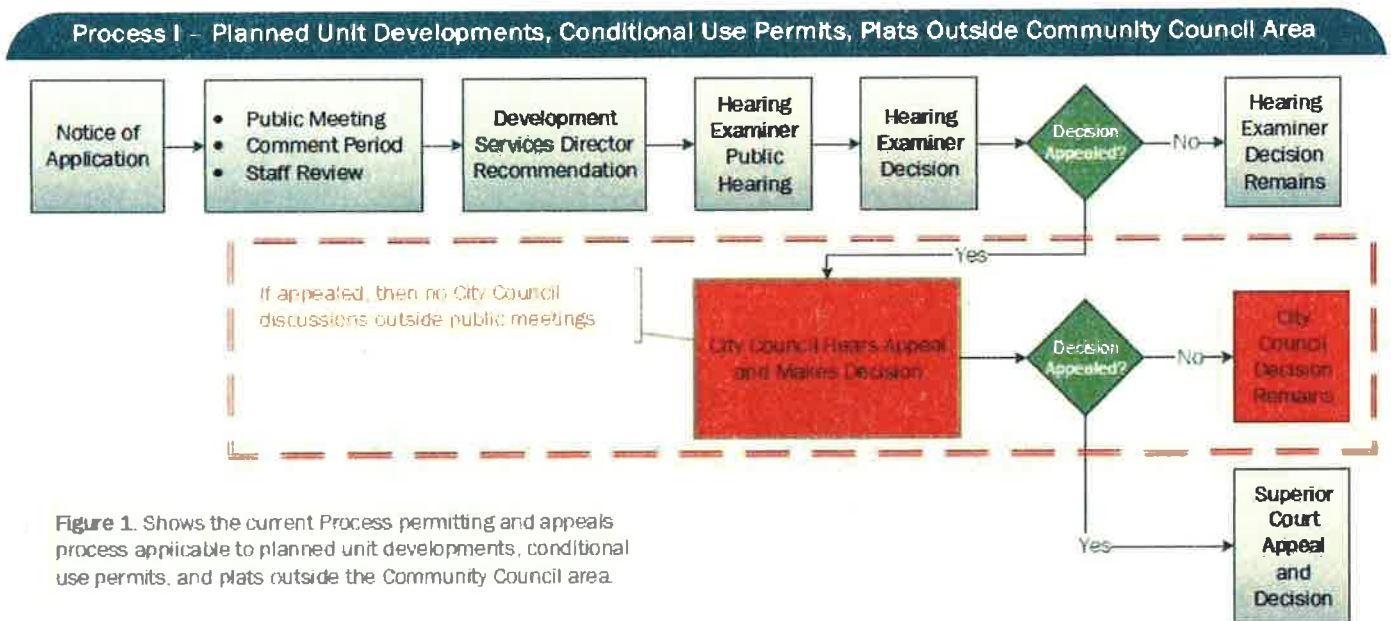 Process I – Planned Unit Developments, Conditional Use Permits, Plats Outside Community Council Area
Notice of
Application
• Public Meeting
• Comment Period
• Staff Review
Development
Services Director
Recommendation
Hearing
Examiner
Public
Hearing
Hearing
Examiner
Decision
Decision
Appealed?
No
Hearing
Examiner
Decision
Remains
Yes
If appealed, then no City Council
discussions outside public meetings
City Council Hears Appeal
and Makes Decision
Decision
Appealed?
No
City
Council
Decision
Remains
Yes
Superior
Court
Appeal
and
Decision
Figure 1. Shows the current Process permitting and appeals
process applicable to planned unit developments, conditional
use permits, and plats outside the Community Council area.